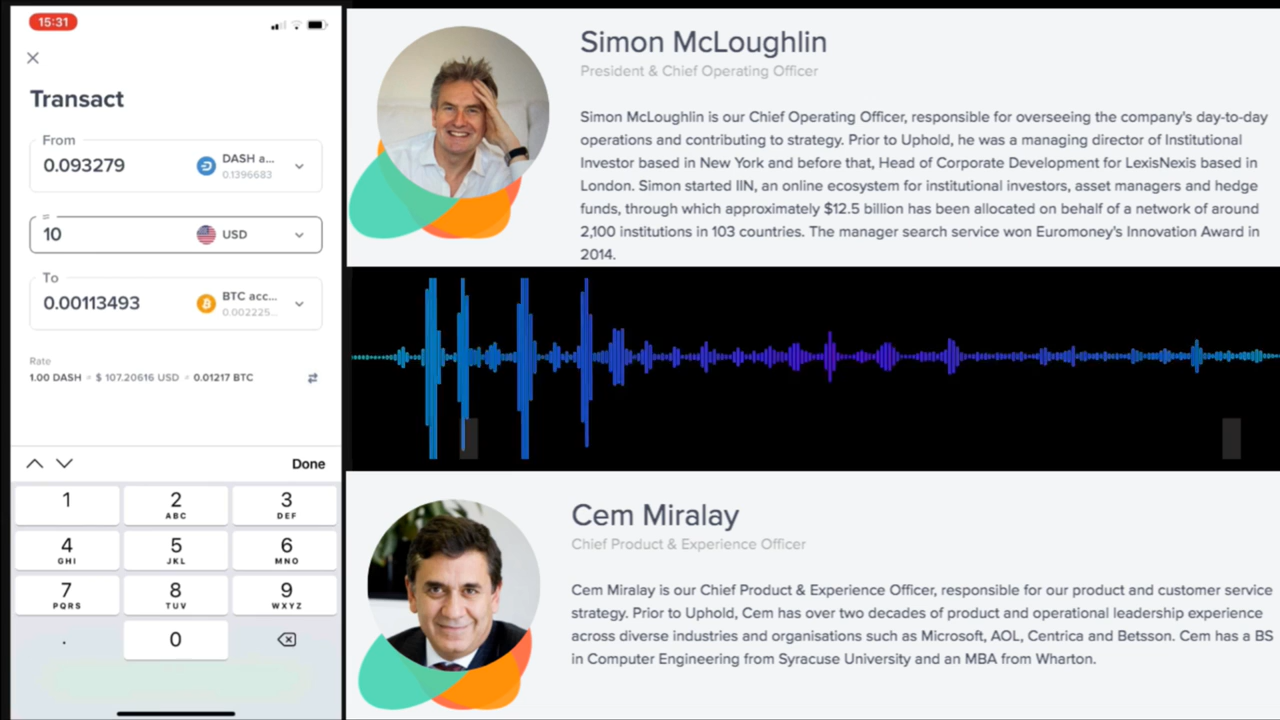 15:31
Transact
From
0.093279
DASH a...
0.1396683
=
10
USD
To
0.00113493
BTC acc...
0.002225...
Rate
1.00 DASH = $ 107.20616 USD = 0.01217 BTC
Done
1
2
ABC
3
DEF
4
GHI
5
JKL
6
MNO
7
PQRS
8
TUV
9
WXYZ
.
0
Simon McLoughlin
President & Chief Operating Officer
Simon McLoughlin is our Chief Operating Officer, responsible for overseeing the company's day-to-day
operations and contributing to strategy. Prior to Uphold, he was a managing director of Institutional
Investor based in New York and before that, Head of Corporate Development for LexisNexis based in
London. Simon started IIN, an online ecosystem for institutional investors, asset managers and hedge
funds, through which approximately $12.5 billion has been allocated on behalf of a network of around
2,100 institutions in 103 countries. The manager search service won Euromoney's Innovation Award in
2014.
Cem Miralay
Chief Product & Experience Officer
Cem Miralay is our Chief Product & Experience Officer, responsible for our product and customer service
strategy. Prior to Uphold, Cem has over two decades of product and operational leadership experience
across diverse industries and organisations such as Microsoft, AOL, Centrica and Betsson. Cem has a BS
in Computer Engineering from Syracuse University and an MBA from Wharton.